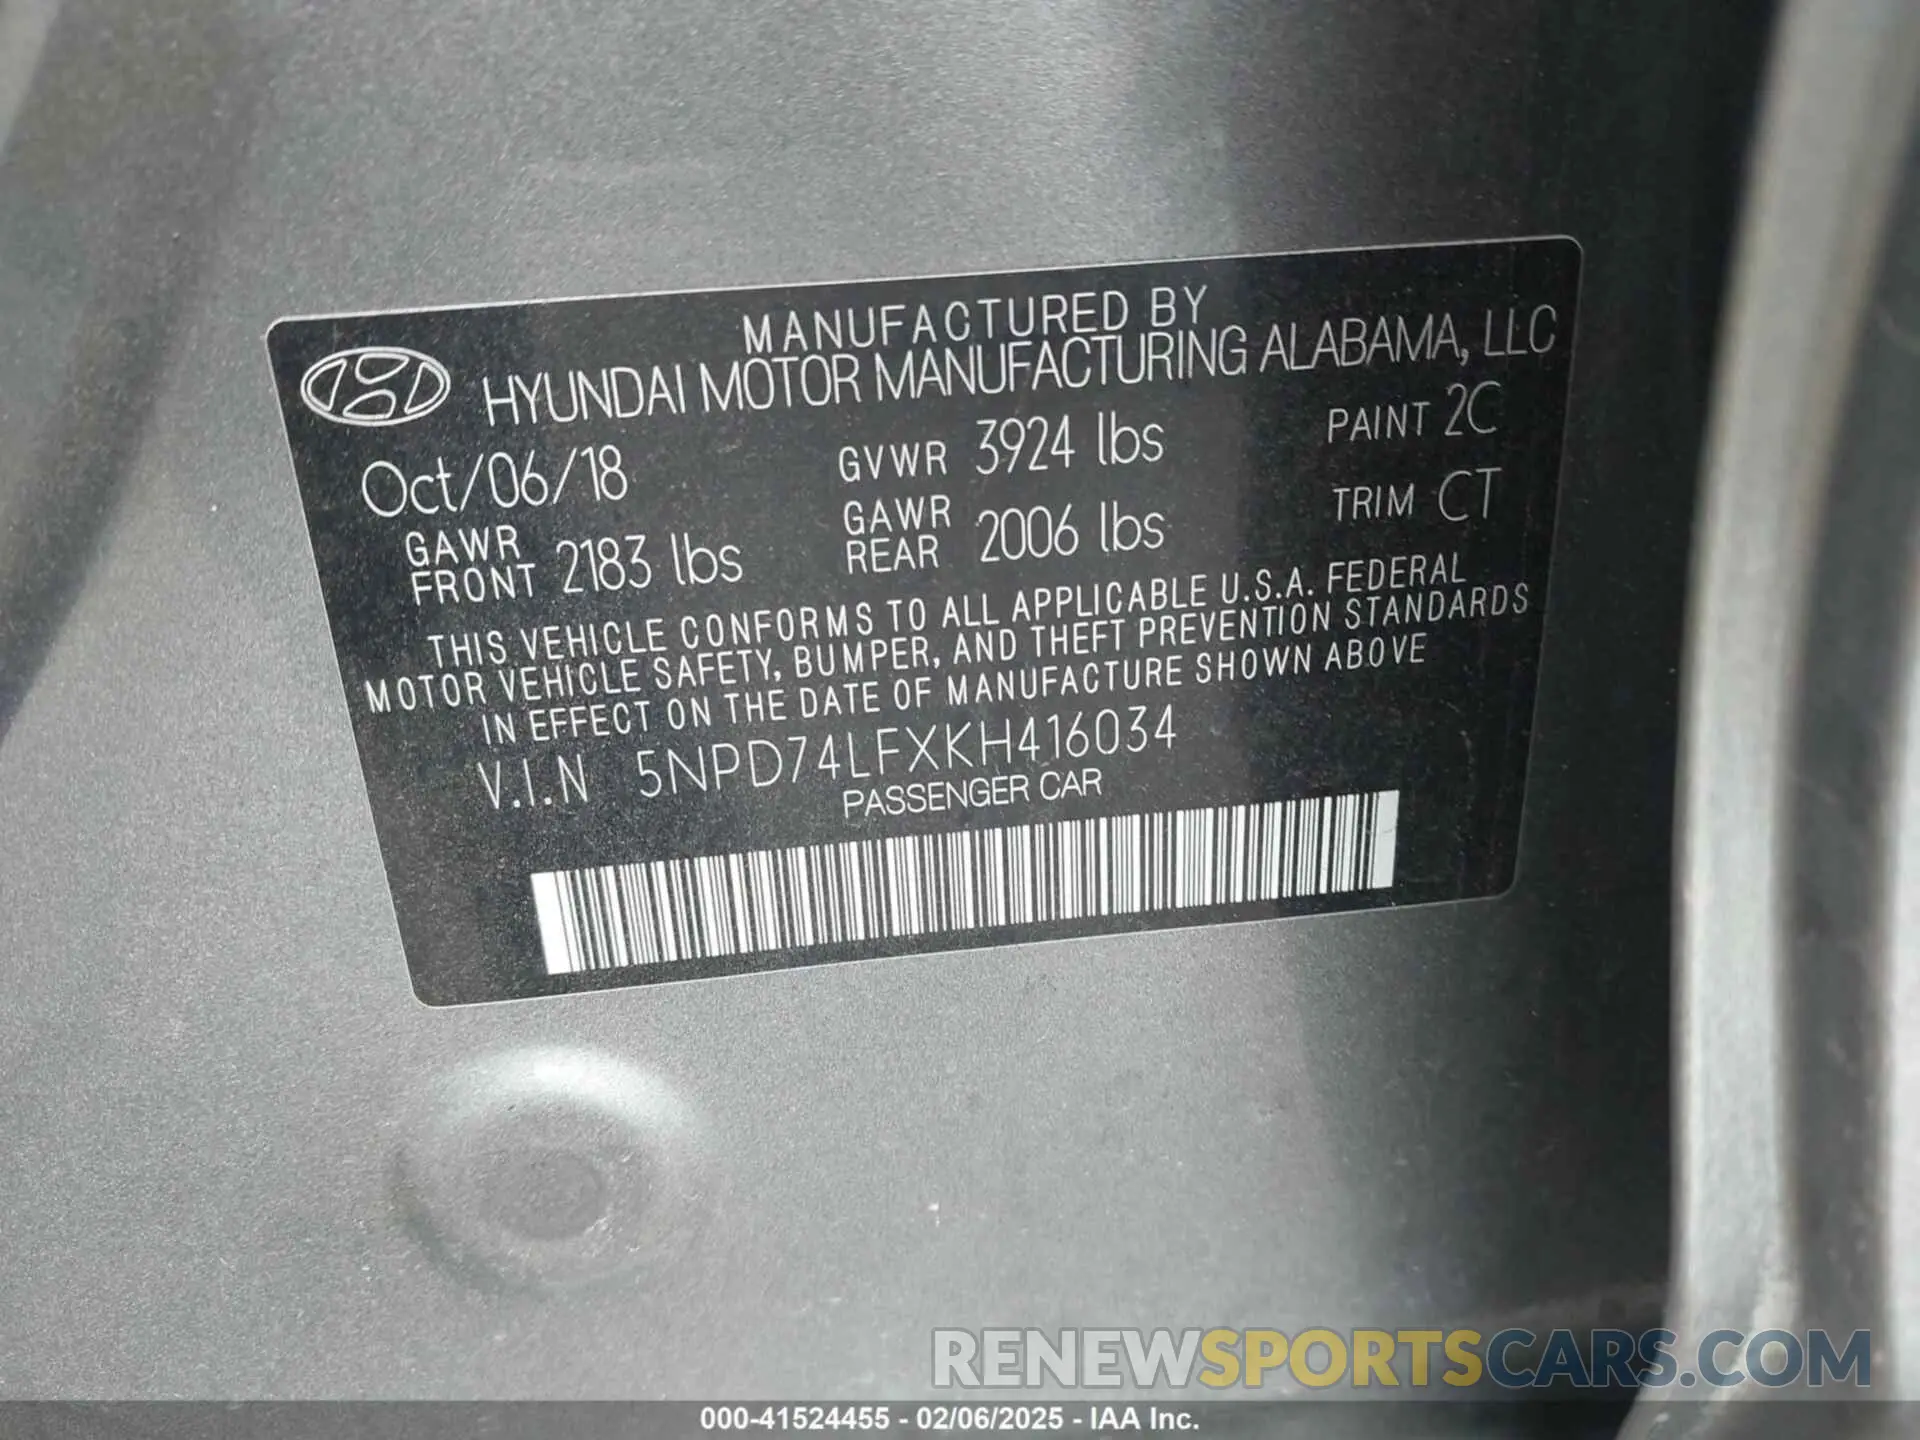 MANUFACTURED BY
HYUNDAI MOTOR MANUFACTURING ALABAMA, LLC
Oct/06/18 GVWR 3924 lbs PAINT 2C
GAWR FRONT 2183 lbs GAWR REAR 2006 lbs TRIM CT
THIS VEHICLE CONFORMS TO ALL APPLICABLE U.S.A. FEDERAL
MOTOR VEHICLE SAFETY, BUMPER, AND THEFT PREVENTION STANDARDS
IN EFFECT ON THE DATE OF MANUFACTURE SHOWN ABOVE
V.I.N 5NPD74LFXKH416034
PASSENGER CAR
RENEWSPORTSCARS.COM
000-41524455 - 02/06/2025 - IAA Inc.